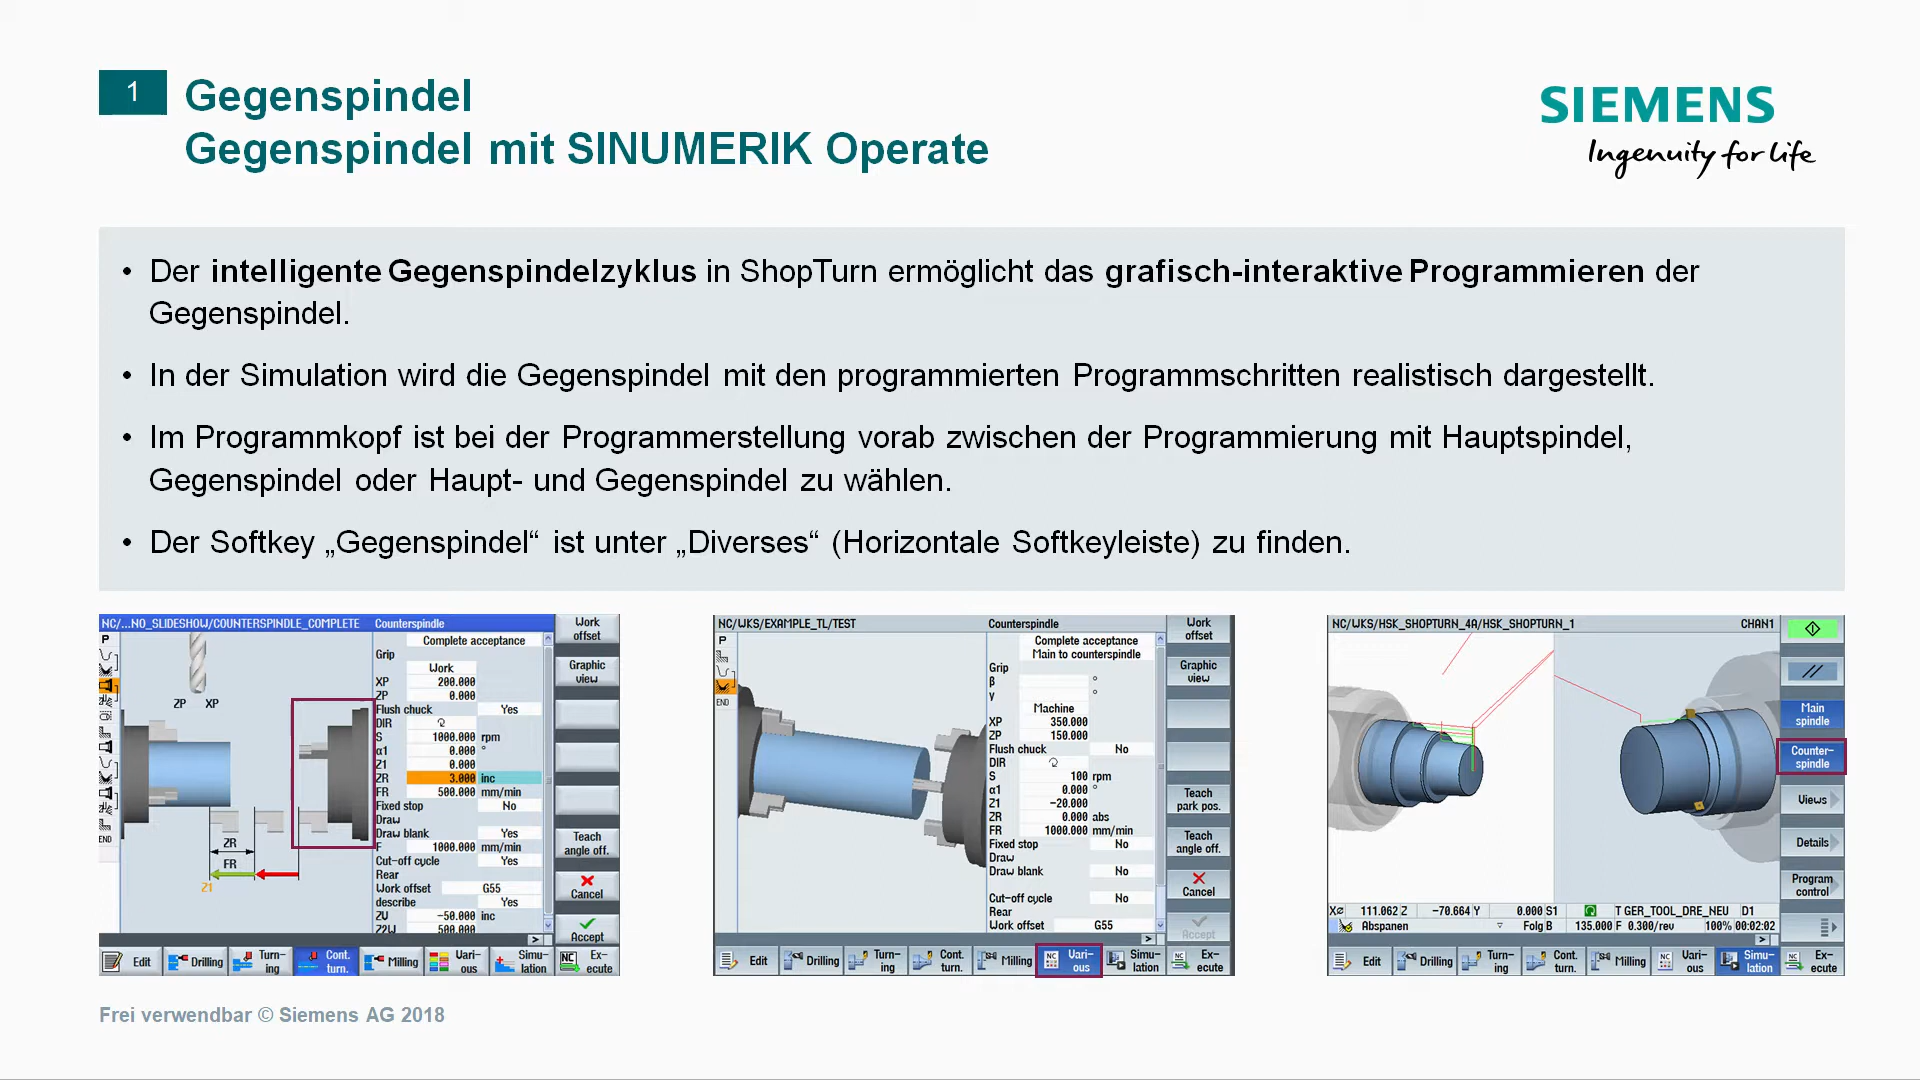 1
Gegenspindel
Gegenspindel mit SINUMERIK Operate
SIEMENS
Ingenuity for life
• Der intelligente Gegenspindelzyklus in ShopTurn ermöglicht das grafisch-interaktive Programmieren der
Gegenspindel.
• In der Simulation wird die Gegenspindel mit den programmierten Programmschritten realistisch dargestellt.
• Im Programmkopf ist bei der Programmerstellung vorab zwischen der Programmierung mit Hauptspindel,
Gegenspindel oder Haupt- und Gegenspindel zu wählen.
• Der Softkey „Gegenspindel“ ist unter „Diverses“ (Horizontale Softkeyleiste) zu finden.
NC/...NO_SLIDESHOW/COUNTERSPINDLE_COMPLETE
Counterspindle
P
END
ZP XP
ZR
FR
Z1
Complete acceptance
Grip
Work
XP 200.000
ZP 0.000
Flush chuck Yes
DIR
S 1000.000 rpm
α1 0.000 °
Z1 0.000
ZR 3.000 inc
FR 500.000 mm/min
Fixed stop No
Draw
Draw blank Yes
F 1000.000 mm/min
Cut-off cycle Yes
Rear
Work offset G55
describe Yes
ZW -50.000 inc
Z2W 500.000
Work
offset
Graphic
view
Teach
angle off.
Cancel
Accept
Edit
Drilling
Turn-
ing
Cont.
turn.
Milling
Vari-
ous
Simu-
lation
NC
Ex-
ecute
NC/WKS/EXAMPLE_TL/TEST
Counterspindle
P
END
Complete acceptance
Main to counterspindle
Grip
β °
γ °
Machine
XP 350.000
ZP 150.000
Flush chuck No
DIR
S 100 rpm
α1 0.000 °
Z1 -20.000
ZR 0.000 abs
FR 1000.000 mm/min
Fixed stop No
Draw
Draw blank No
Cut-off cycle No
Rear
Work offset G55
Work
offset
Graphic
view
Teach
park pos.
Teach
angle off.
Cancel
Accept
Edit
Drilling
Turn-
ing
Cont.
turn.
Milling
NC
Vari-
ous
Simu-
lation
NC
Ex-
ecute
NC/WKS/HSK_SHOPTURN_4A/HSK_SHOPTURN_1
CHAN1
Main
spindle
Counter-
spindle
Views
Details
Program
control
X⌀ 111.062 Z -70.664 Y 0.000 S1 T GER_TOOL_DRE_NEU D1
Abspanen Folg B 135.000 F 0.300/rev 100% 00:02:02
Edit
Drilling
Turn-
ing
Cont.
turn.
Milling
NC
Vari-
ous
Simu-
lation
NC
Ex-
ecute
Frei verwendbar © Siemens AG 2018